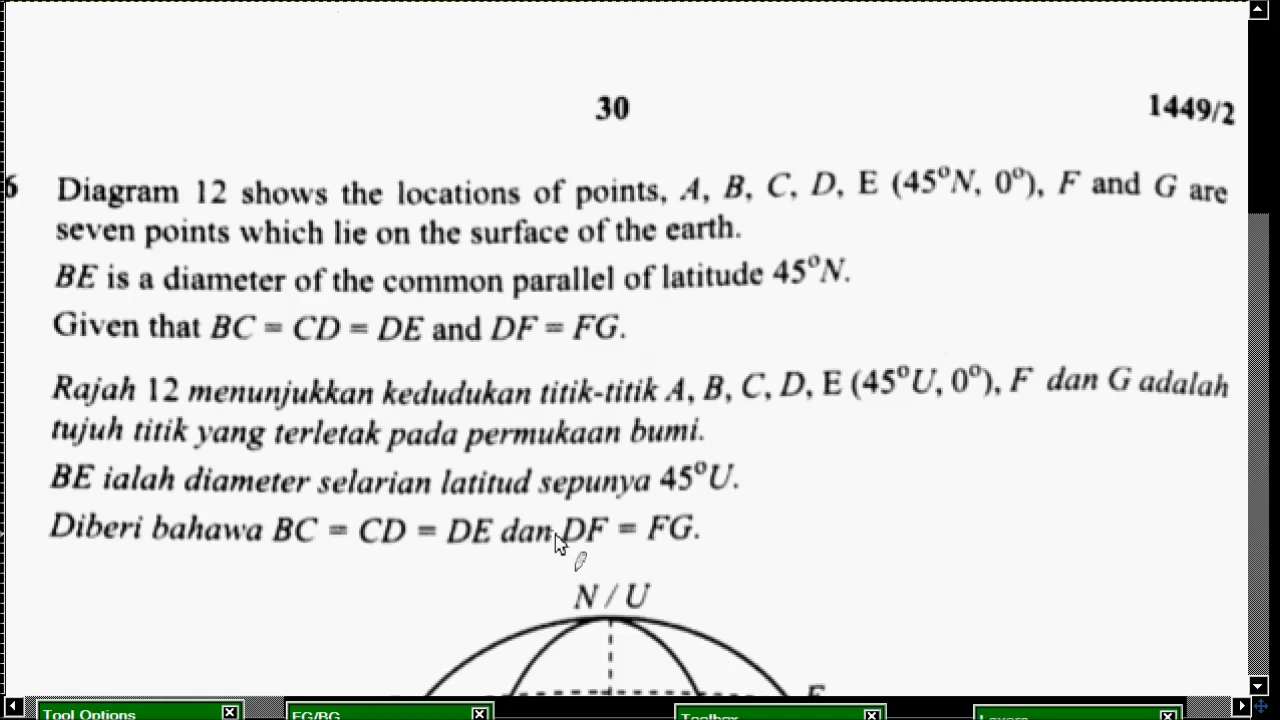 30
1449/2
6 Diagram 12 shows the locations of points, A, B, C, D, E (45°N, 0°), F and G are
seven points which lie on the surface of the earth.
BE is a diameter of the common parallel of latitude 45°N.
Given that BC = CD = DE and DF = FG.
Rajah 12 menunjukkan kedudukan titik-titik A, B, C, D, E (45°U, 0°), F dan G adalah
tujuh titik yang terletak pada permukaan bumi.
BE ialah diameter selarian latitud sepunya 45°U.
Diberi bahawa BC = CD = DE dan DF = FG.
N / U
Tool Options
FG/BG
Toolbox
Layers